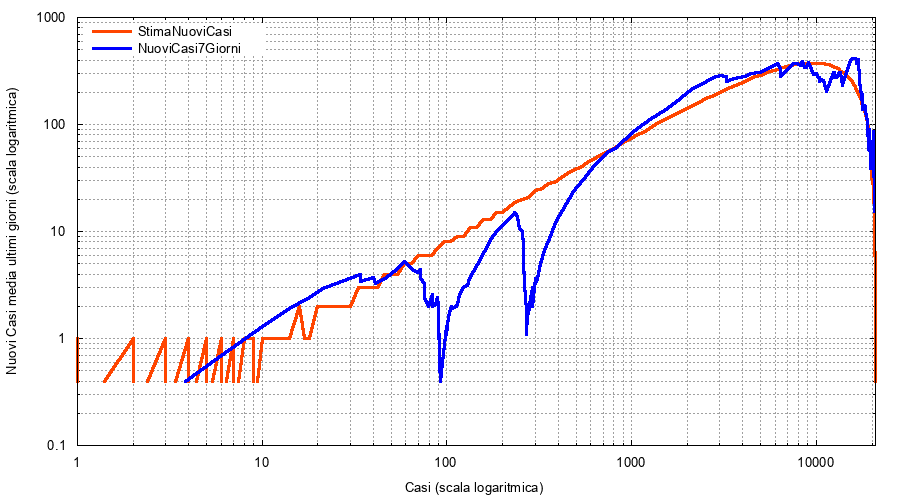 1000
StimaNuoviCasi
NuoviCasi7Giorni
100
10
1
0.1
Nuovi Casi media ultimi giorni (scala logaritmica)
1 10 100 1000 10000
Casi (scala logaritmica)